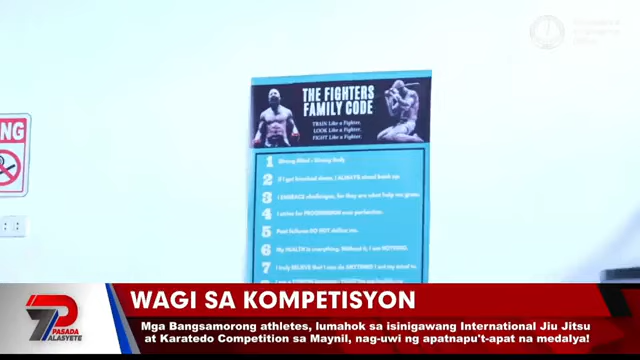 THE FIGHTERS
FAMILY CODE
TRAIN Like a Fighter.
LOOK Like a Fighter.
FIGHT Like a Fighter.
NG
1 Strong Mind = Strong Body
2 If I get knocked down, I ALWAYS stand back up.
3 I EMBRACE challenges, for they are what help me grow.
4 I strive for PROGRESSION over perfection.
5 Past failures DO NOT define me.
6 My HEALTH is everything. Without it, I am NOTHING.
7 I truly BELIEVE that I can do ANYTHING I set my mind to.
7P
PASADA
ALASYETE
WAGI SA KOMPETISYON
Mga Bangsamorong athletes, lumahok sa isinigawang International Jiu Jitsu
at Karatedo Competition sa Maynil, nag-uwi ng apatnapu't-apat na medalya!